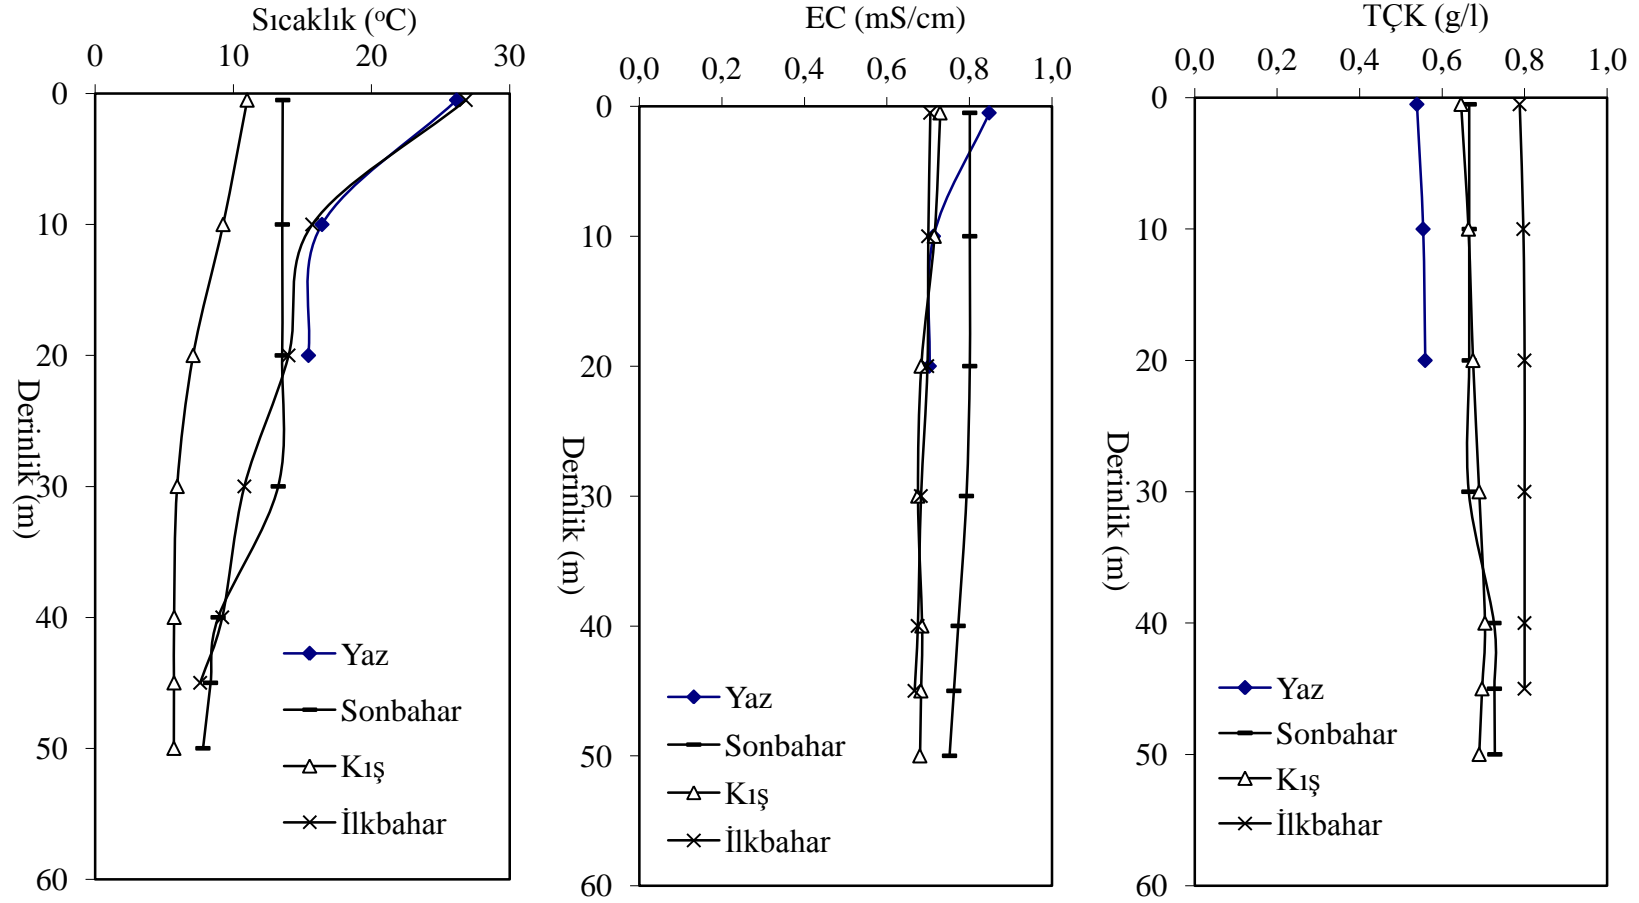 Sıcaklık (ºC)
0 10 20 30
0
10
20
30
40
50
60
Derinlik (m)
Yaz
Sonbahar
Kış
İlkbahar
EC (mS/cm)
0,0 0,2 0,4 0,6 0,8 1,0
0
10
20
30
40
50
60
Derinlik (m)
Yaz
Sonbahar
Kış
İlkbahar
TÇK (g/l)
0,0 0,2 0,4 0,6 0,8 1,0
0
10
20
30
40
50
60
Derinlik (m)
Yaz
Sonbahar
Kış
İlkbahar